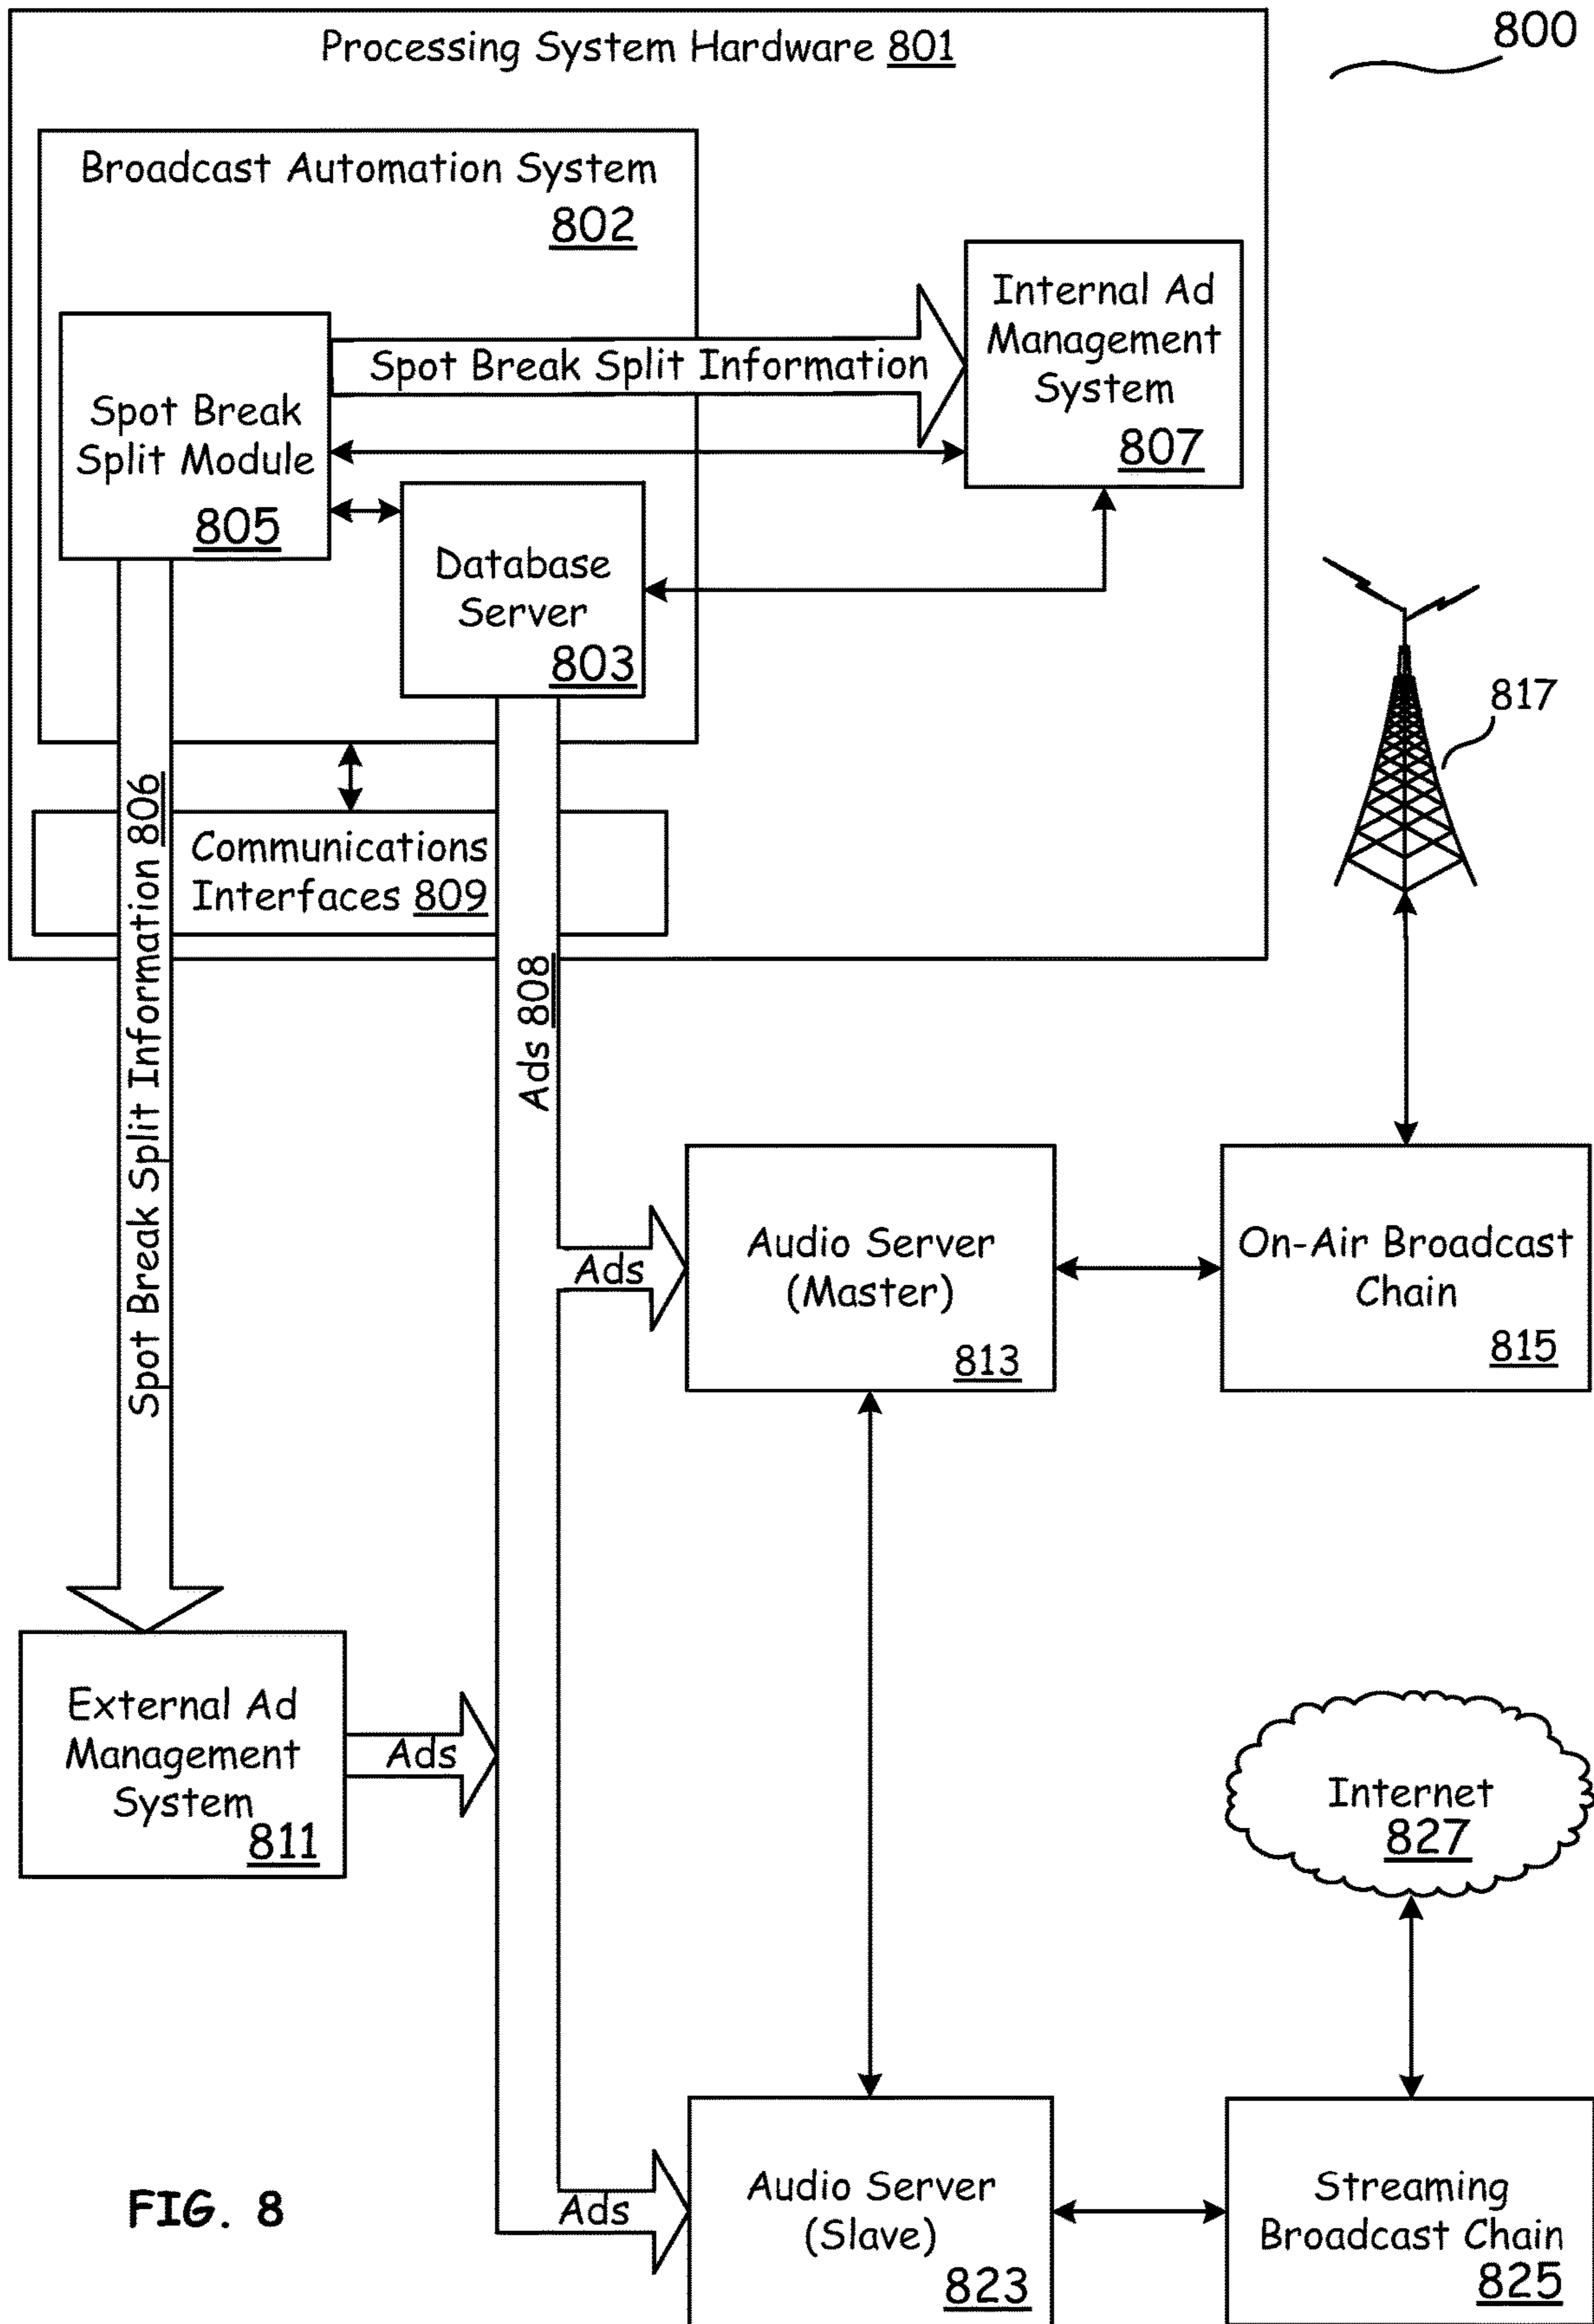 800
Processing System Hardware 801
Broadcast Automation System
802
Internal Ad
Management
System
807
Spot Break Split Information
Spot Break
Split Module
805
Database
Server
803
817
Communications
Interfaces 809
Spot Break Split Information 806
Ads 808
Audio Server
(Master)
813
Ads
On-Air Broadcast
Chain
815
External Ad
Management
System
811
Ads
Internet
827
Ads
Audio Server
(Slave)
823
Streaming
Broadcast Chain
825
FIG. 8